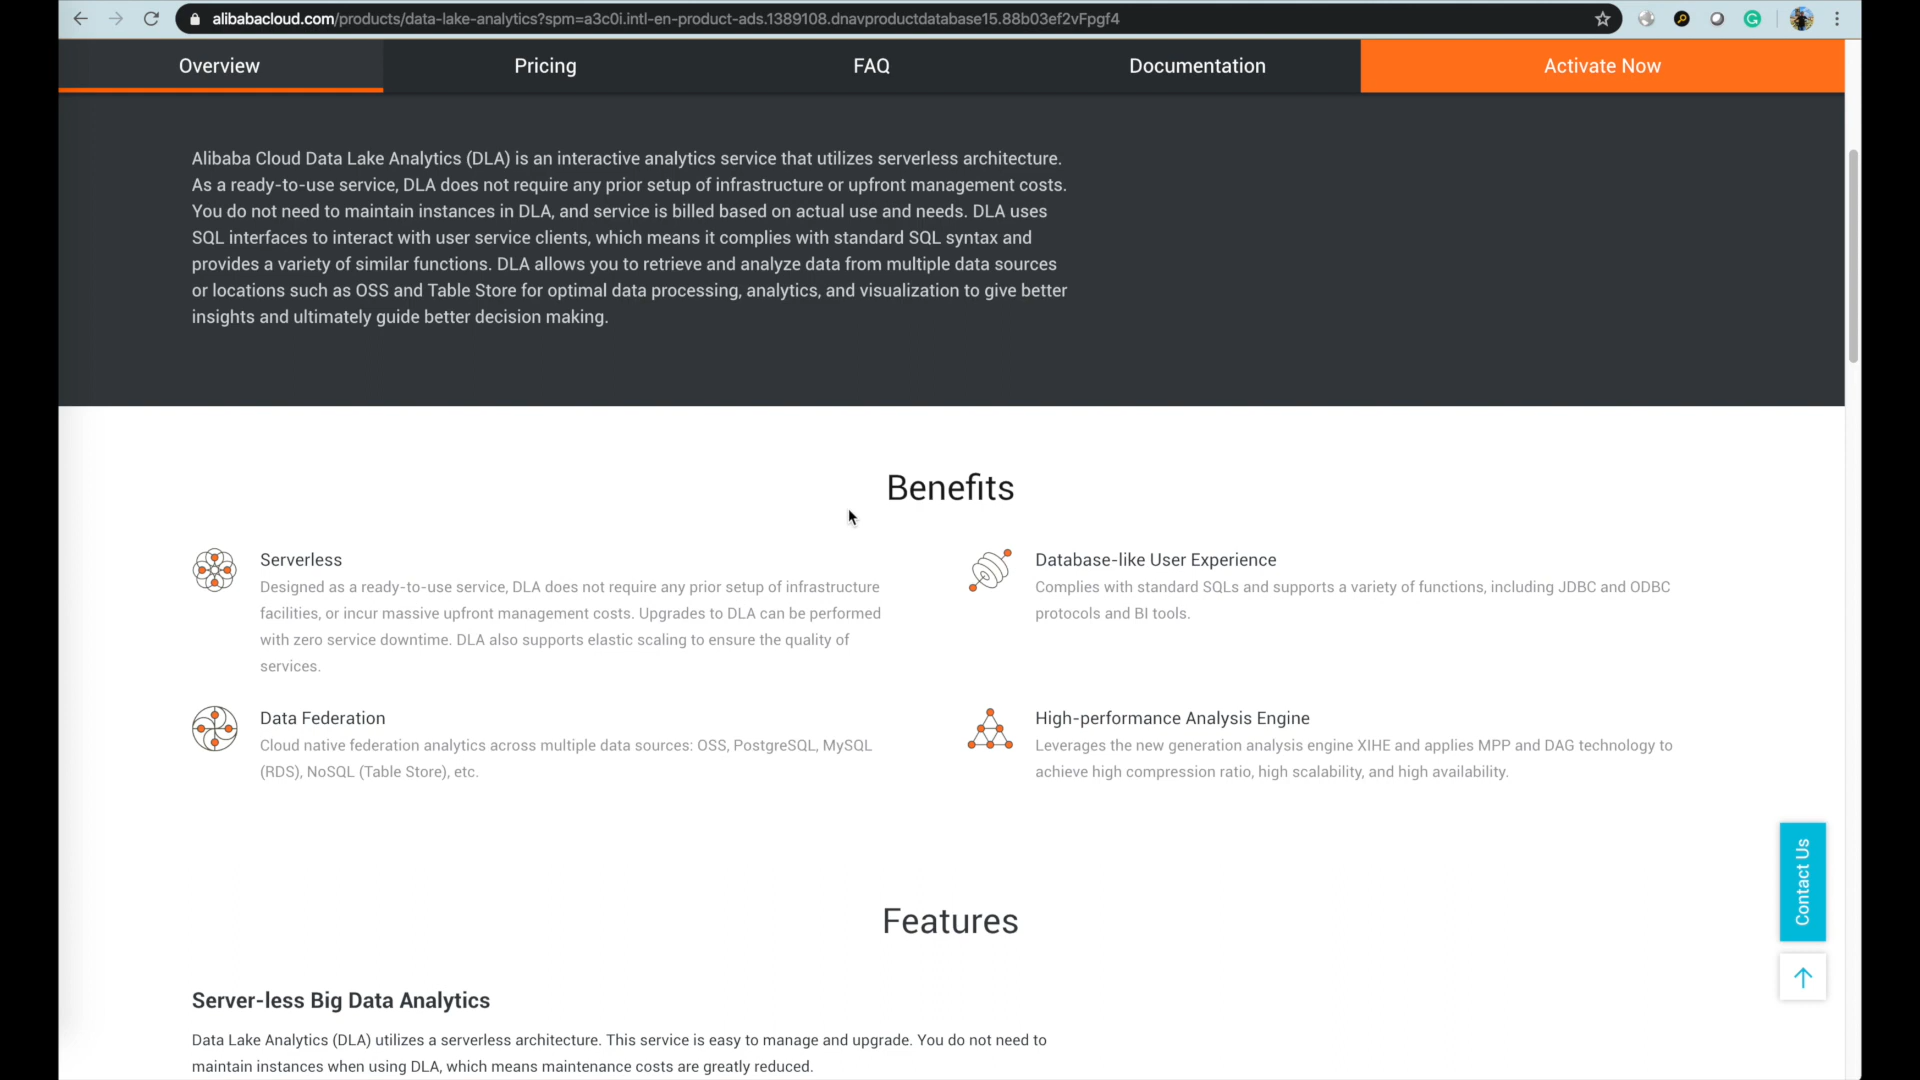 alibabacloud.com/products/data-lake-analytics?spm=a3c0i.intl-en-product-ads.1389108.dnavproductdatabase15.88b03ef2vFpgf4
Overview
Pricing
FAQ
Documentation
Activate Now
Alibaba Cloud Data Lake Analytics (DLA) is an interactive analytics service that utilizes serverless architecture.
As a ready-to-use service, DLA does not require any prior setup of infrastructure or upfront management costs.
You do not need to maintain instances in DLA, and service is billed based on actual use and needs. DLA uses
SQL interfaces to interact with user service clients, which means it complies with standard SQL syntax and
provides a variety of similar functions. DLA allows you to retrieve and analyze data from multiple data sources
or locations such as OSS and Table Store for optimal data processing, analytics, and visualization to give better
insights and ultimately guide better decision making.
Benefits
Serverless
Designed as a ready-to-use service, DLA does not require any prior setup of infrastructure
facilities, or incur massive upfront management costs. Upgrades to DLA can be performed
with zero service downtime. DLA also supports elastic scaling to ensure the quality of
services.
Database-like User Experience
Complies with standard SQLs and supports a variety of functions, including JDBC and ODBC
protocols and BI tools.
Data Federation
Cloud native federation analytics across multiple data sources: OSS, PostgreSQL, MySQL
(RDS), NoSQL (Table Store), etc.
High-performance Analysis Engine
Leverages the new generation analysis engine XIHE and applies MPP and DAG technology to
achieve high compression ratio, high scalability, and high availability.
Contact Us
Features
Server-less Big Data Analytics
Data Lake Analytics (DLA) utilizes a serverless architecture. This service is easy to manage and upgrade. You do not need to
maintain instances when using DLA, which means maintenance costs are greatly reduced.